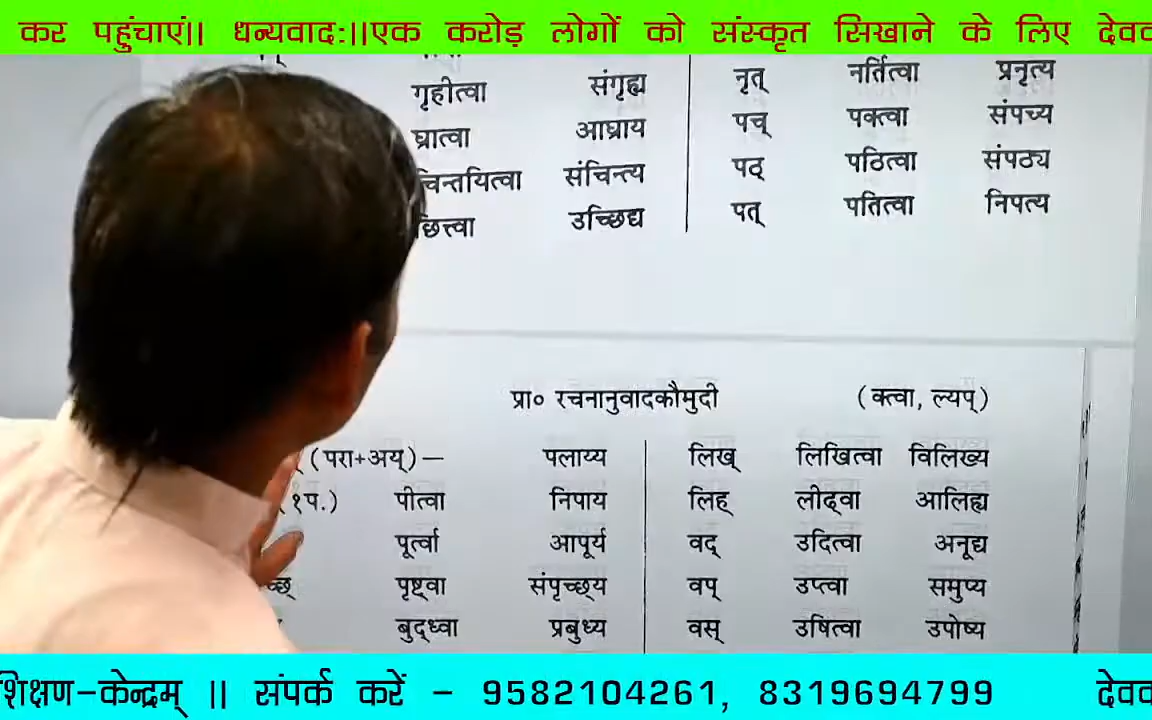 कर पहुंचाएं।। धन्यवादः।।एक करोड़ लोगों को संस्कृत सिखाने के लिए
गृहीत्वा संगृह्य नृत् नर्तित्वा प्रनृत्य
घ्रात्वा आघ्राय पच् पक्त्वा संपच्य
चिन्तयित्वा संचिन्त्य पठ् पठित्वा संपठ्य
छित्त्वा उच्छिद्य पत् पतित्वा निपत्य
प्रा० रचनानुवादकौमुदी (क्त्वा, ल्यप्)
(परा+अय्)— पलाय्य लिख् लिखित्वा विलिख्य
१प.) पीत्वा निपाय लिह् लीढ्वा आलिह्य
पूर्त्वा आपूर्य वद् उदित्वा अनूद्य
पृष्ट्वा संपृच्छ्य वप् उप्त्वा समुप्य
बुद्ध्वा प्रबुध्य वस् उषित्वा उपोष्य
शिक्षण-केन्द्रम् ।। संपर्क करें - 9582104261, 8319694799